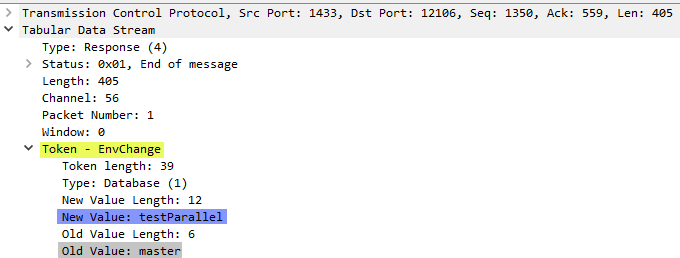 Transmission Control Protocol, Src Port: 1433, Dst Port: 12106, Seq: 1350, Ack: 559, Len: 405
Tabular Data Stream
Type: Response (4)
Status: 0x01, End of message
Length: 405
Channel: 56
Packet Number: 1
Window: 0
Token - EnvChange
Token length: 39
Type: Database (1)
New Value Length: 12
New Value: testParallel
Old Value Length: 6
Old Value: master